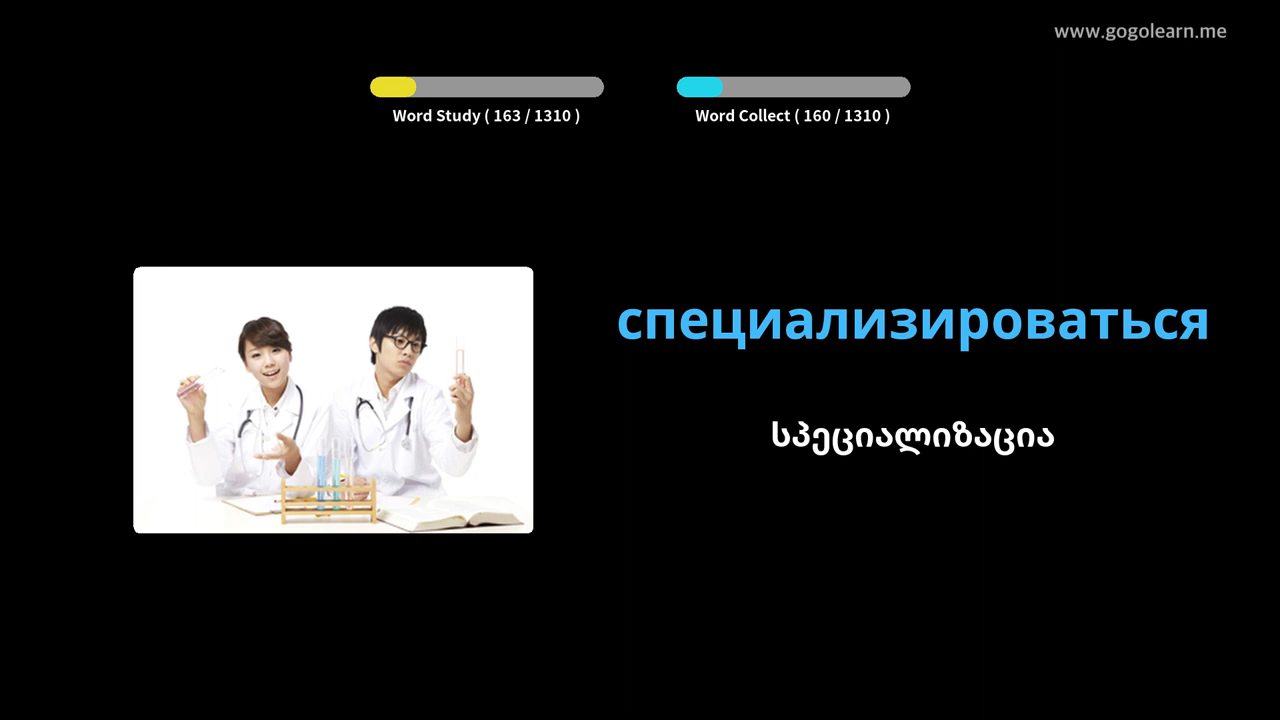 www.gogolearn.me
Word Study ( 163 / 1310 )
Word Collect ( 160 / 1310 )
специализироваться
სპეციალიზაცია